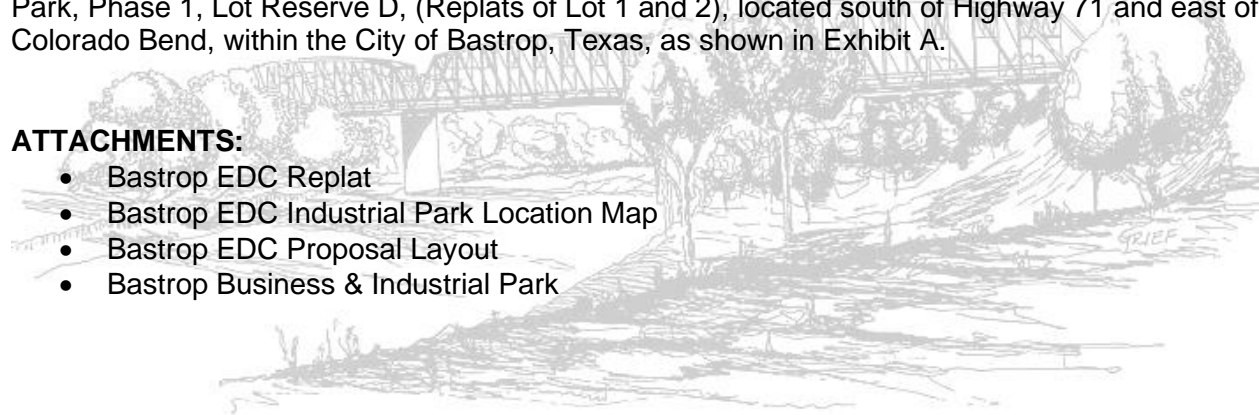 Park, Phase 1, Lot Reserve D, (Replats of Lot 1 and 2), located south of Highway 71 and east of
Colorado Bend, within the City of Bastrop, Texas, as shown in Exhibit A.
ATTACHMENTS:
• Bastrop EDC Replat
• Bastrop EDC Industrial Park Location Map
• Bastrop EDC Proposal Layout
• Bastrop Business & Industrial Park
GRIEF